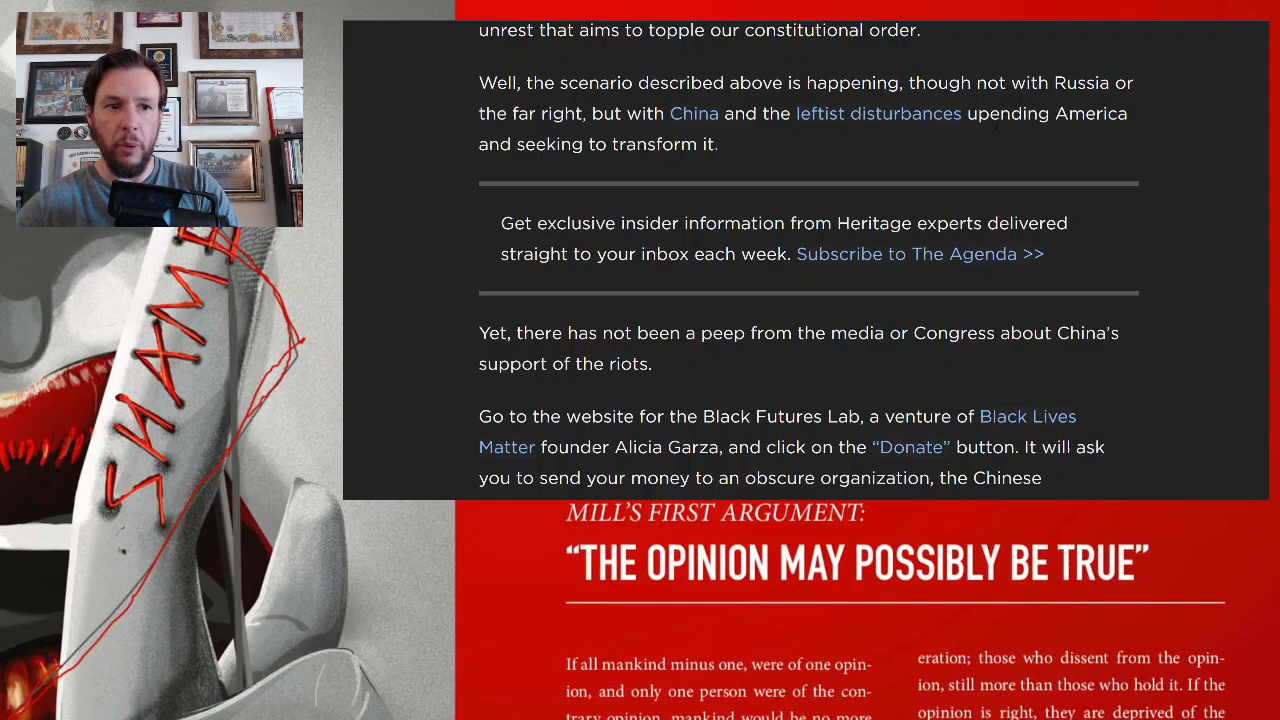 unrest that aims to topple our constitutional order.
Well, the scenario described above is happening, though not with Russia or
the far right, but with China and the leftist disturbances upending America
and seeking to transform it.
Get exclusive insider information from Heritage experts delivered
straight to your inbox each week. Subscribe to The Agenda >>
Yet, there has not been a peep from the media or Congress about China’s
support of the riots.
Go to the website for the Black Futures Lab, a venture of Black Lives
Matter founder Alicia Garza, and click on the “Donate” button. It will ask
you to send your money to an obscure organization, the Chinese
SHAME
MILL’S FIRST ARGUMENT:
“THE OPINION MAY POSSIBLY BE TRUE”
If all mankind minus one, were of one opin-
ion, and only one person were of the con-
trary opinion, mankind would be no more
eration; those who dissent from the opin-
ion, still more than those who hold it. If the
opinion is right, they are deprived of the